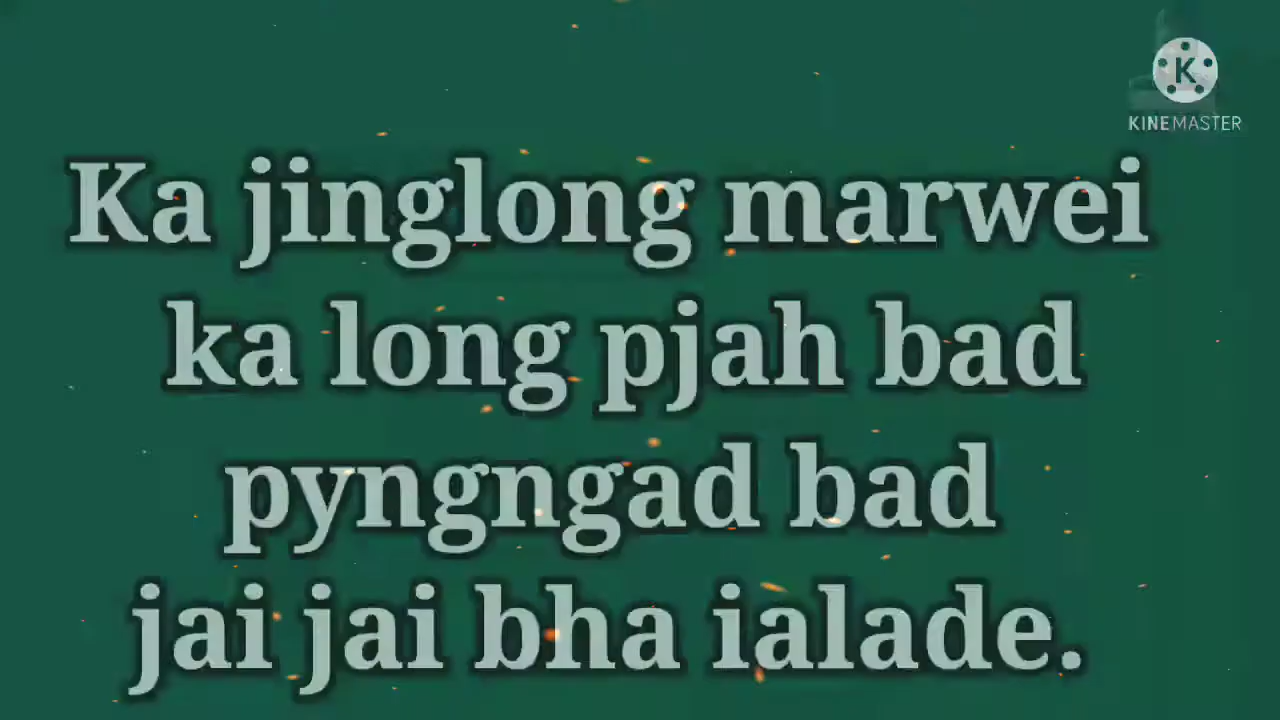 KINEMASTER
Ka jinglong marwei
ka long pjah bad
pyngngad bad
jai jai bha ialade.